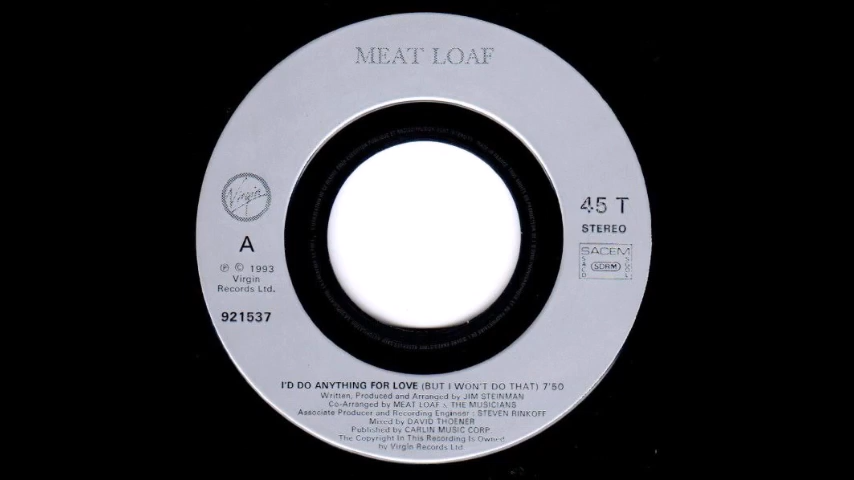 MEAT LOAF
Virgin
A
℗ © 1993
Virgin
Records Ltd.
921537
45 T
STEREO
SACEM
SACD
SDRM
SGDL
I'D DO ANYTHING FOR LOVE (BUT I WON'T DO THAT) 7'50
Written, Produced and Arranged by JIM STEINMAN
Co-Arranged by MEAT LOAF & THE MUSICIANS
Associate Producer and Recording Engineer : STEVEN RINKOFF
Mixed by DAVID THOENER
Published by CARLIN MUSIC CORP
The Copyright In This Recording Is Owned
by Virgin Records Ltd